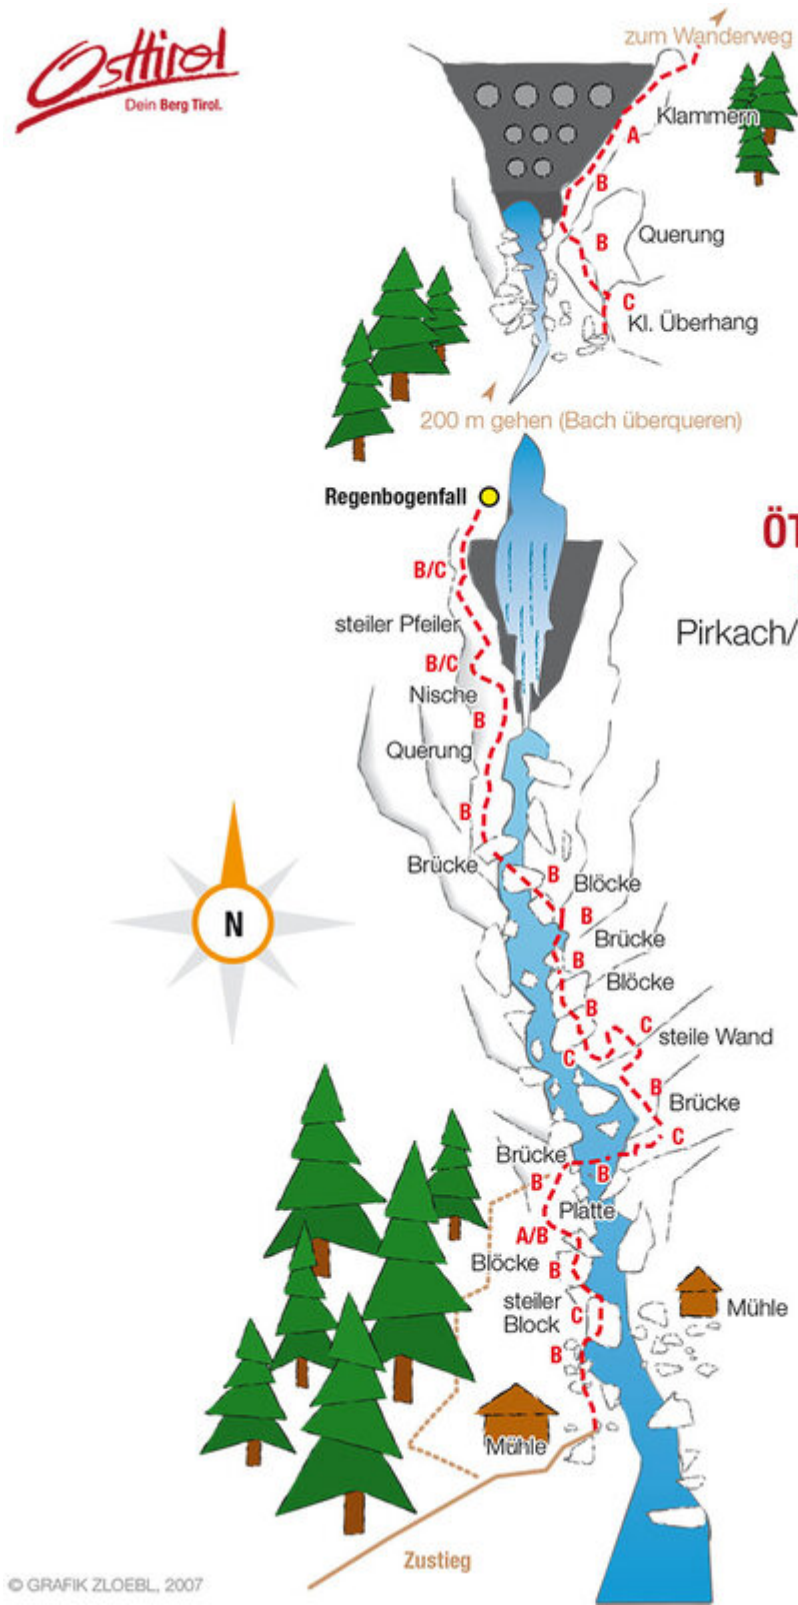 Osttirol
Dein Berg Tirol.
zum Wanderweg
Klammern
A
B
B
Querung
C
Kl. Überhang
200 m gehen (Bach überqueren)
Regenbogenfall
ÖT
B/C
steiler Pfeiler
Pirkach/
B/C
Nische
B
Querung
B
Brücke
B
Blöcke
B
Brücke
B
Blöcke
N
B
C
steile Wand
C
B
Brücke
C
Brücke
B
B
Platte
A/B
Blöcke
B
steiler
Block
C
Mühle
B
Mühle
Zustieg
© GRAFIK ZLOEBL, 2007